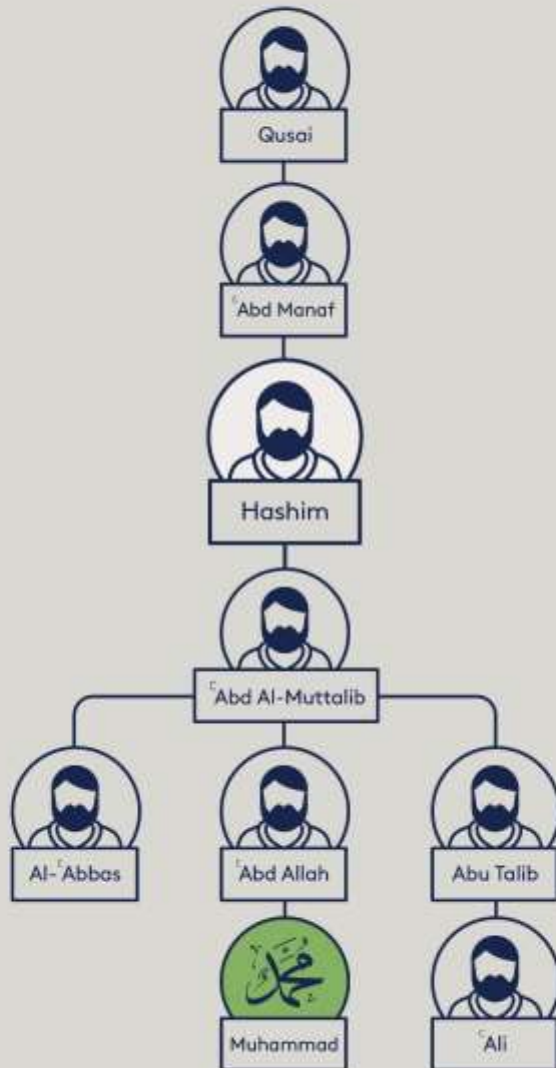 Qusai
ʿAbd Manaf
Hashim
ʿAbd Al-Muttalib
Al-ʿAbbas
ʿAbd Allah
Abu Talib
محمد
Muhammad
ʿAli